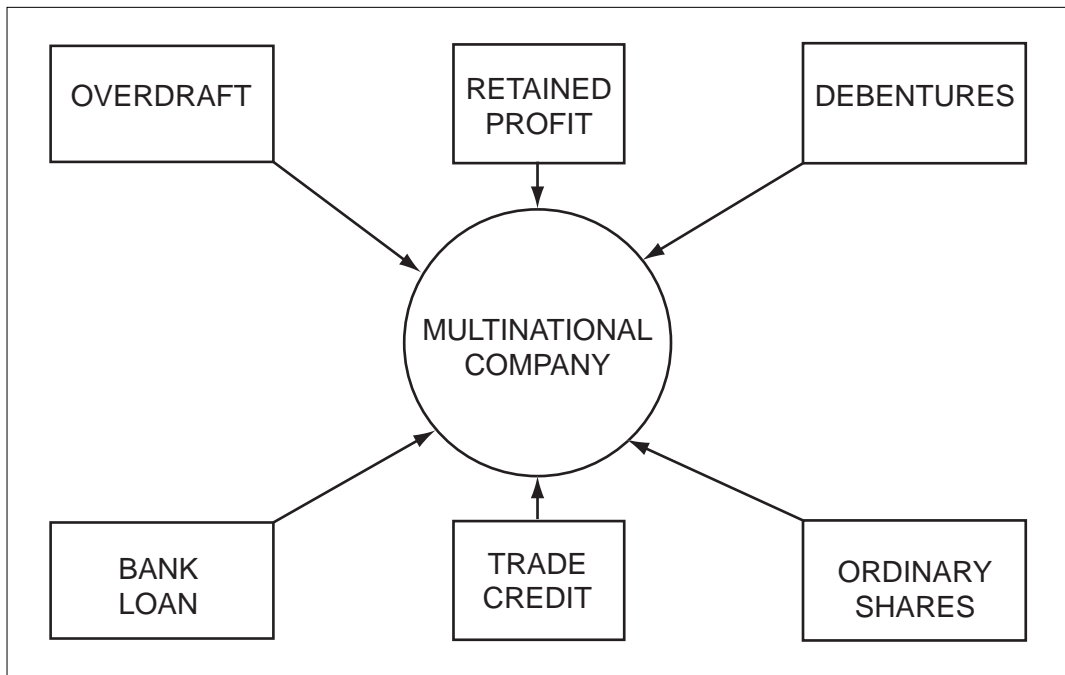 OVERDRAFT
RETAINED
PROFIT
DEBENTURES
MULTINATIONAL
COMPANY
BANK
LOAN
TRADE
CREDIT
ORDINARY
SHARES